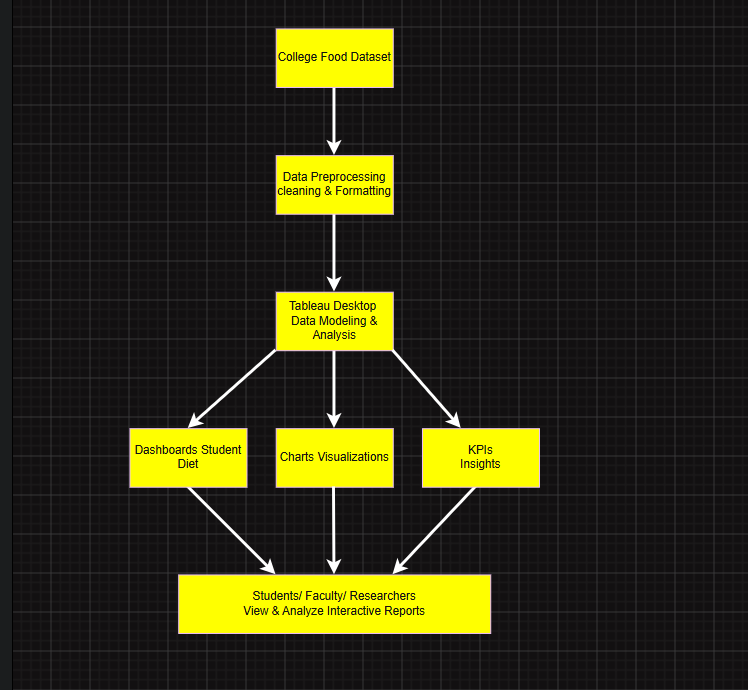 College Food Dataset
Data Preprocessing
cleaning & Formatting
Tableau Desktop
Data Modeling &
Analysis
Dashboards Student
Diet
Charts Visualizations
KPIs
Insights
Students/ Faculty/ Researchers
View & Analyze Interactive Reports